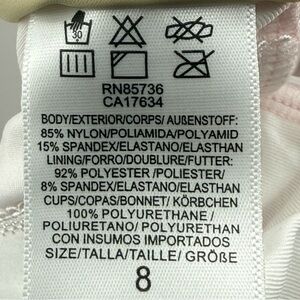 30
RN85736
CA17634
BODY/EXTERIOR/CORPS/ AUßENSTOFF:
85% NYLON/POLIAMIDA/POLYAMID
15% SPANDEX/ELASTANO/ELASTHAN
LINING/FORRO/DOUBLURE/FUTTER:
92% POLYESTER /POLIESTER/
8% SPANDEX/ELASTANO/ELASTHAN
CUPS/COPAS/BONNET/ KÖRBCHEN
100% POLYURETHANE /
POLIURETANO/ POLYURETHAN
CON INSUMOS IMPORTADOS
SIZE/TALLA/TAILLE/ GRÖßE
8